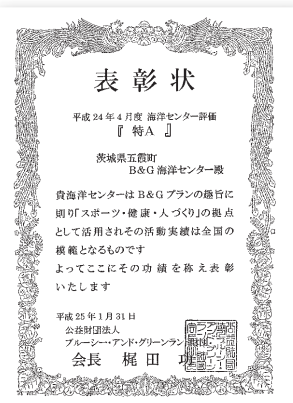 表彰状
平成24年4月度 海洋センター評価
『 特A 』
茨城県五霞町
B&G海洋センター殿
貴海洋センターはB&Gプランの趣旨に
則り「スポーツ・健康・人づくり」の拠点
として活用されその活動実績は全国の
模範となるものです
よってここにその功績を称え表彰
いたします
平成25年1月31日
公益財団法人
ブルーシー・アンド・グリーンランド財団
会長 梶田 功